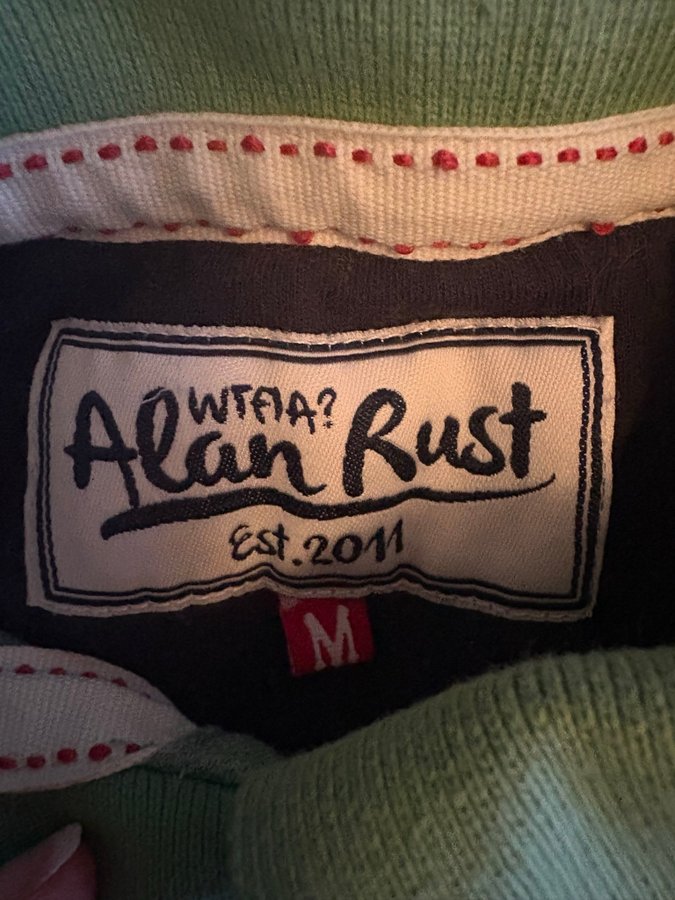 WTFIA?
Alan Rust
Est. 2011
M